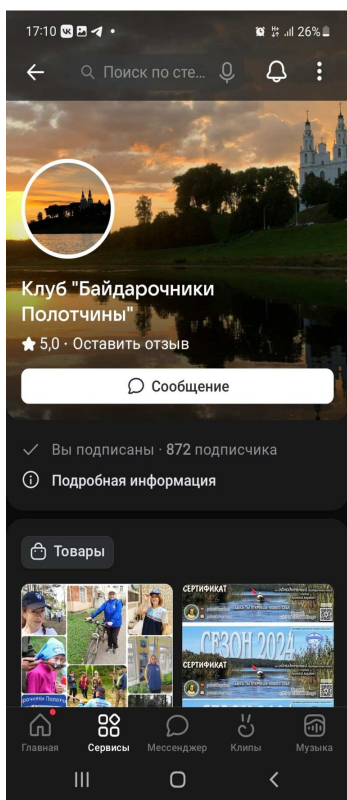 17:10
26%
Поиск по сте...
Клуб "Байдарочники
Полотчины"
5,0 · Оставить отзыв
Сообщение
Вы подписаны · 872 подписчика
Подробная информация
Товары
СЕРТИФИКАТ
СЕЗОН 2024
СЕРТИФИКАТ
Главная
Сервисы
Мессенджер
Клипы
Музыка